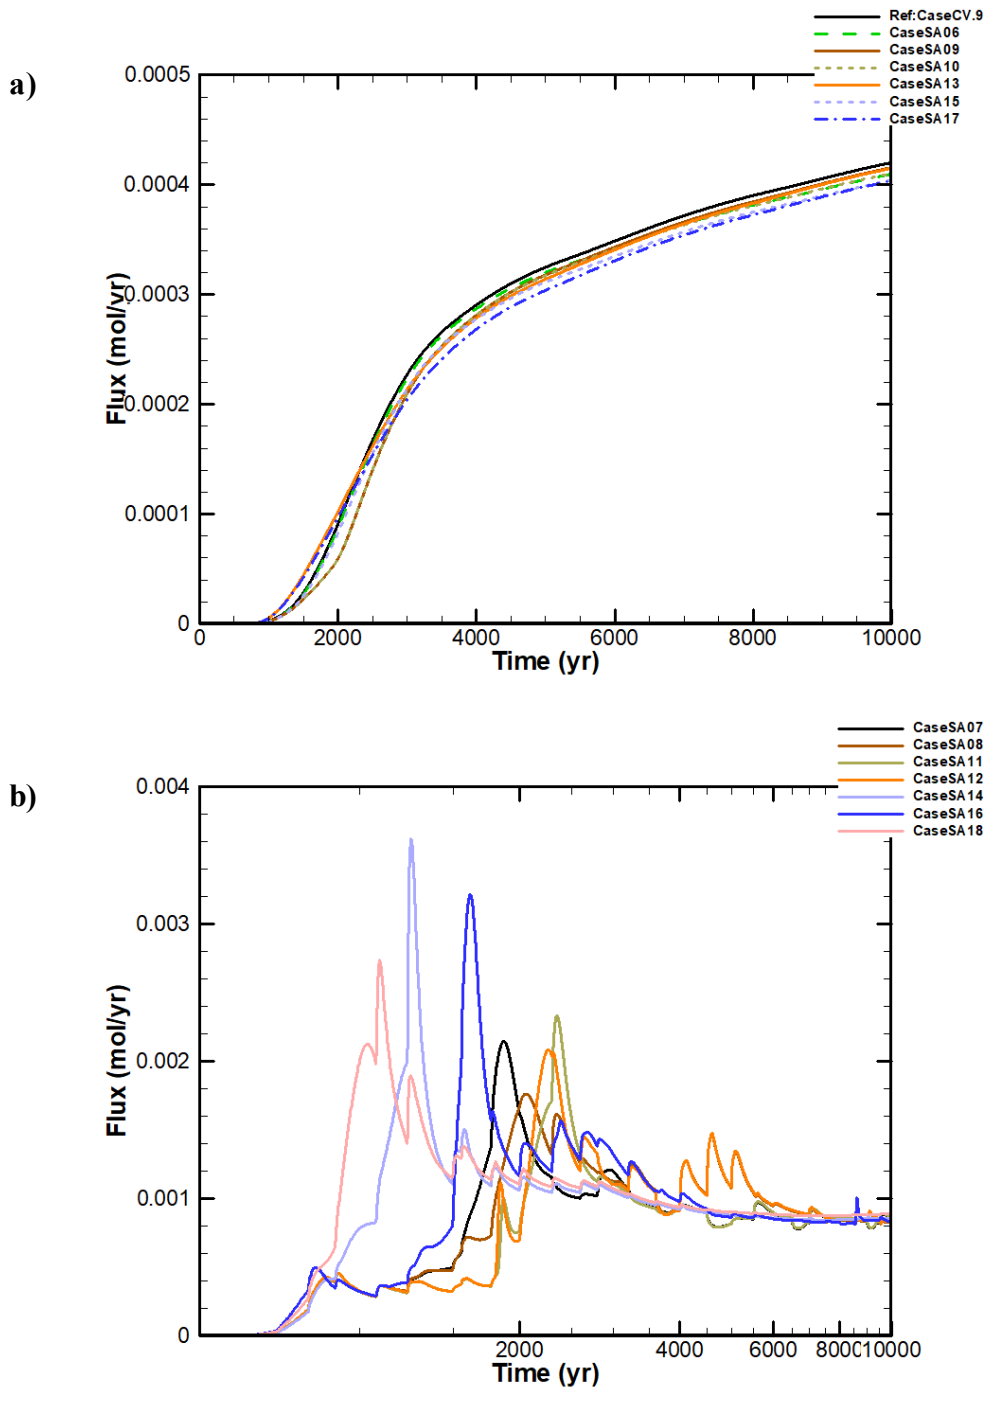 a)
Ref:CaseCV.9
CaseSA06
CaseSA09
CaseSA10
CaseSA13
CaseSA15
CaseSA17
0.0005
0.0004
0.0003
0.0002
0.0001
0
Flux (mol/yr)
0 2000 4000 6000 8000 10000
Time (yr)
b)
CaseSA07
CaseSA08
CaseSA11
CaseSA12
CaseSA14
CaseSA16
CaseSA18
0.004
0.003
0.002
0.001
0
Flux (mol/yr)
2000 4000 6000 8000 10000
Time (yr)